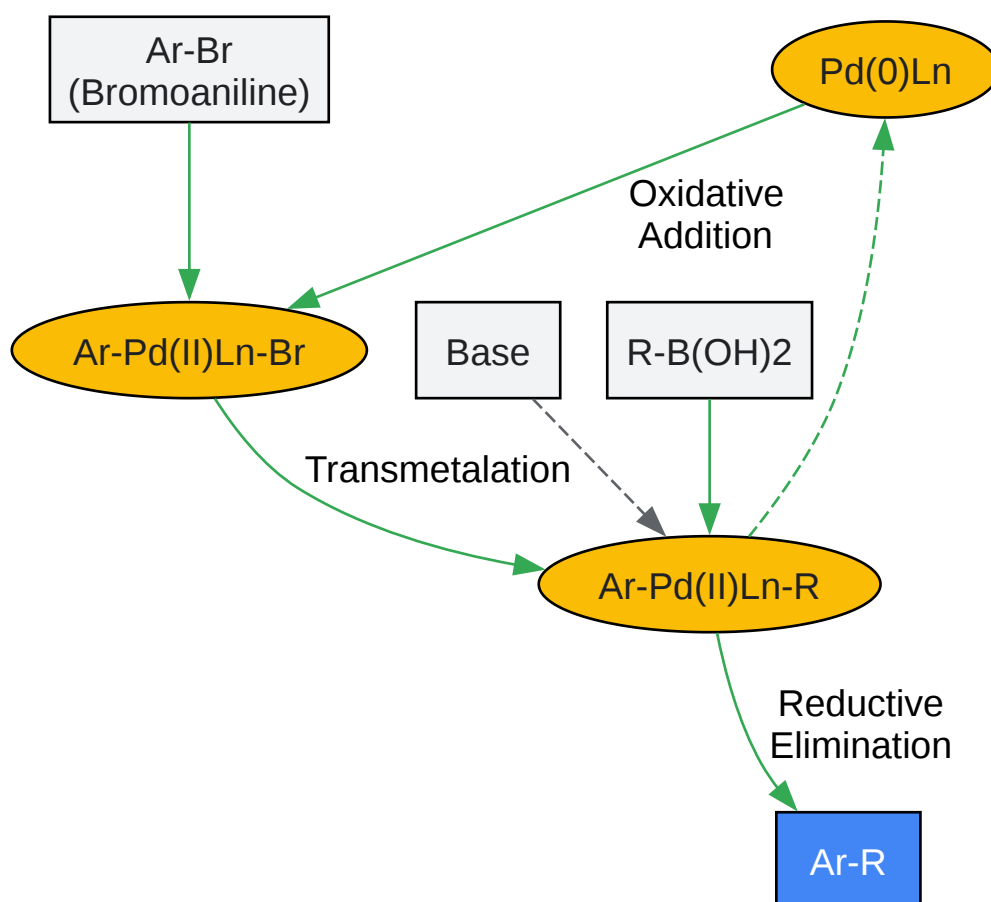 Ar-Br
(Bromoaniline)
Pd(0)Ln
Oxidative
Addition
Ar-Pd(II)Ln-Br
Base
R-B(OH)2
Transmetalation
Ar-Pd(II)Ln-R
Reductive
Elimination
Ar-R